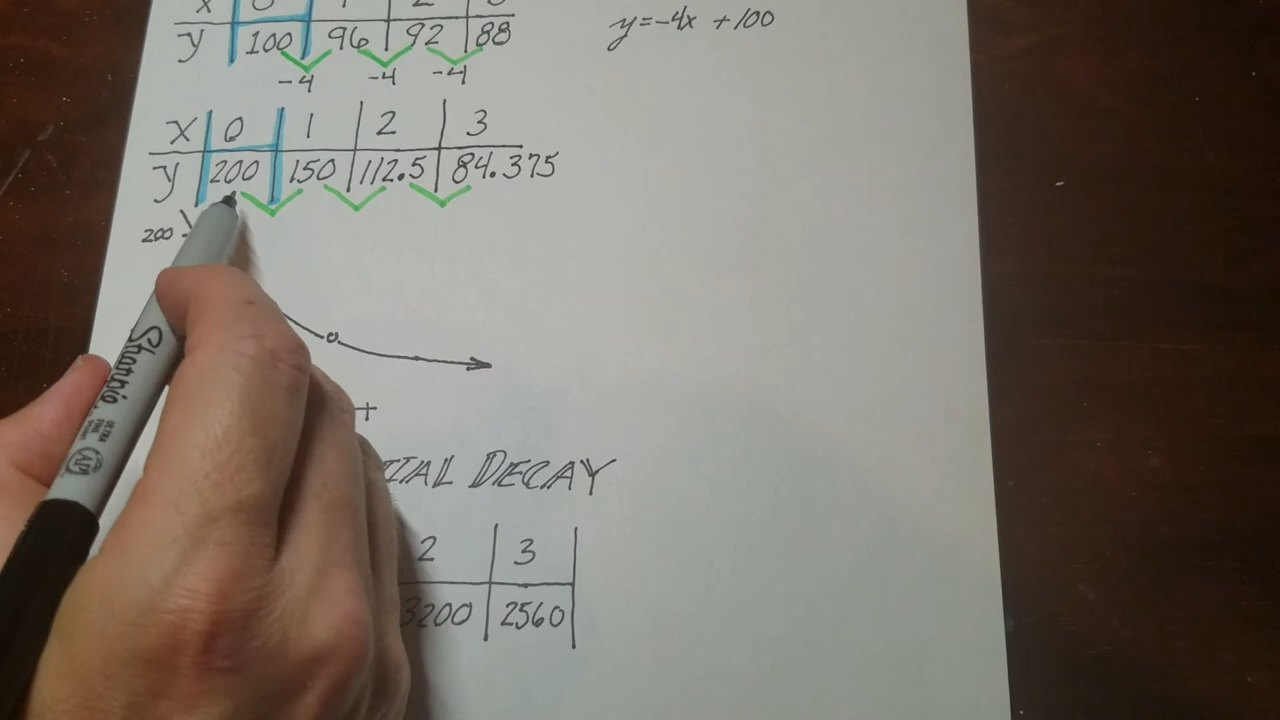 y 100 96 92 88
y=-4x +100
-4 -4 -4
x 0 1 2 3
y 200 150 112.5 84.375
200
Sharpie
+
TIAL DECAY
2 3
3200 2560